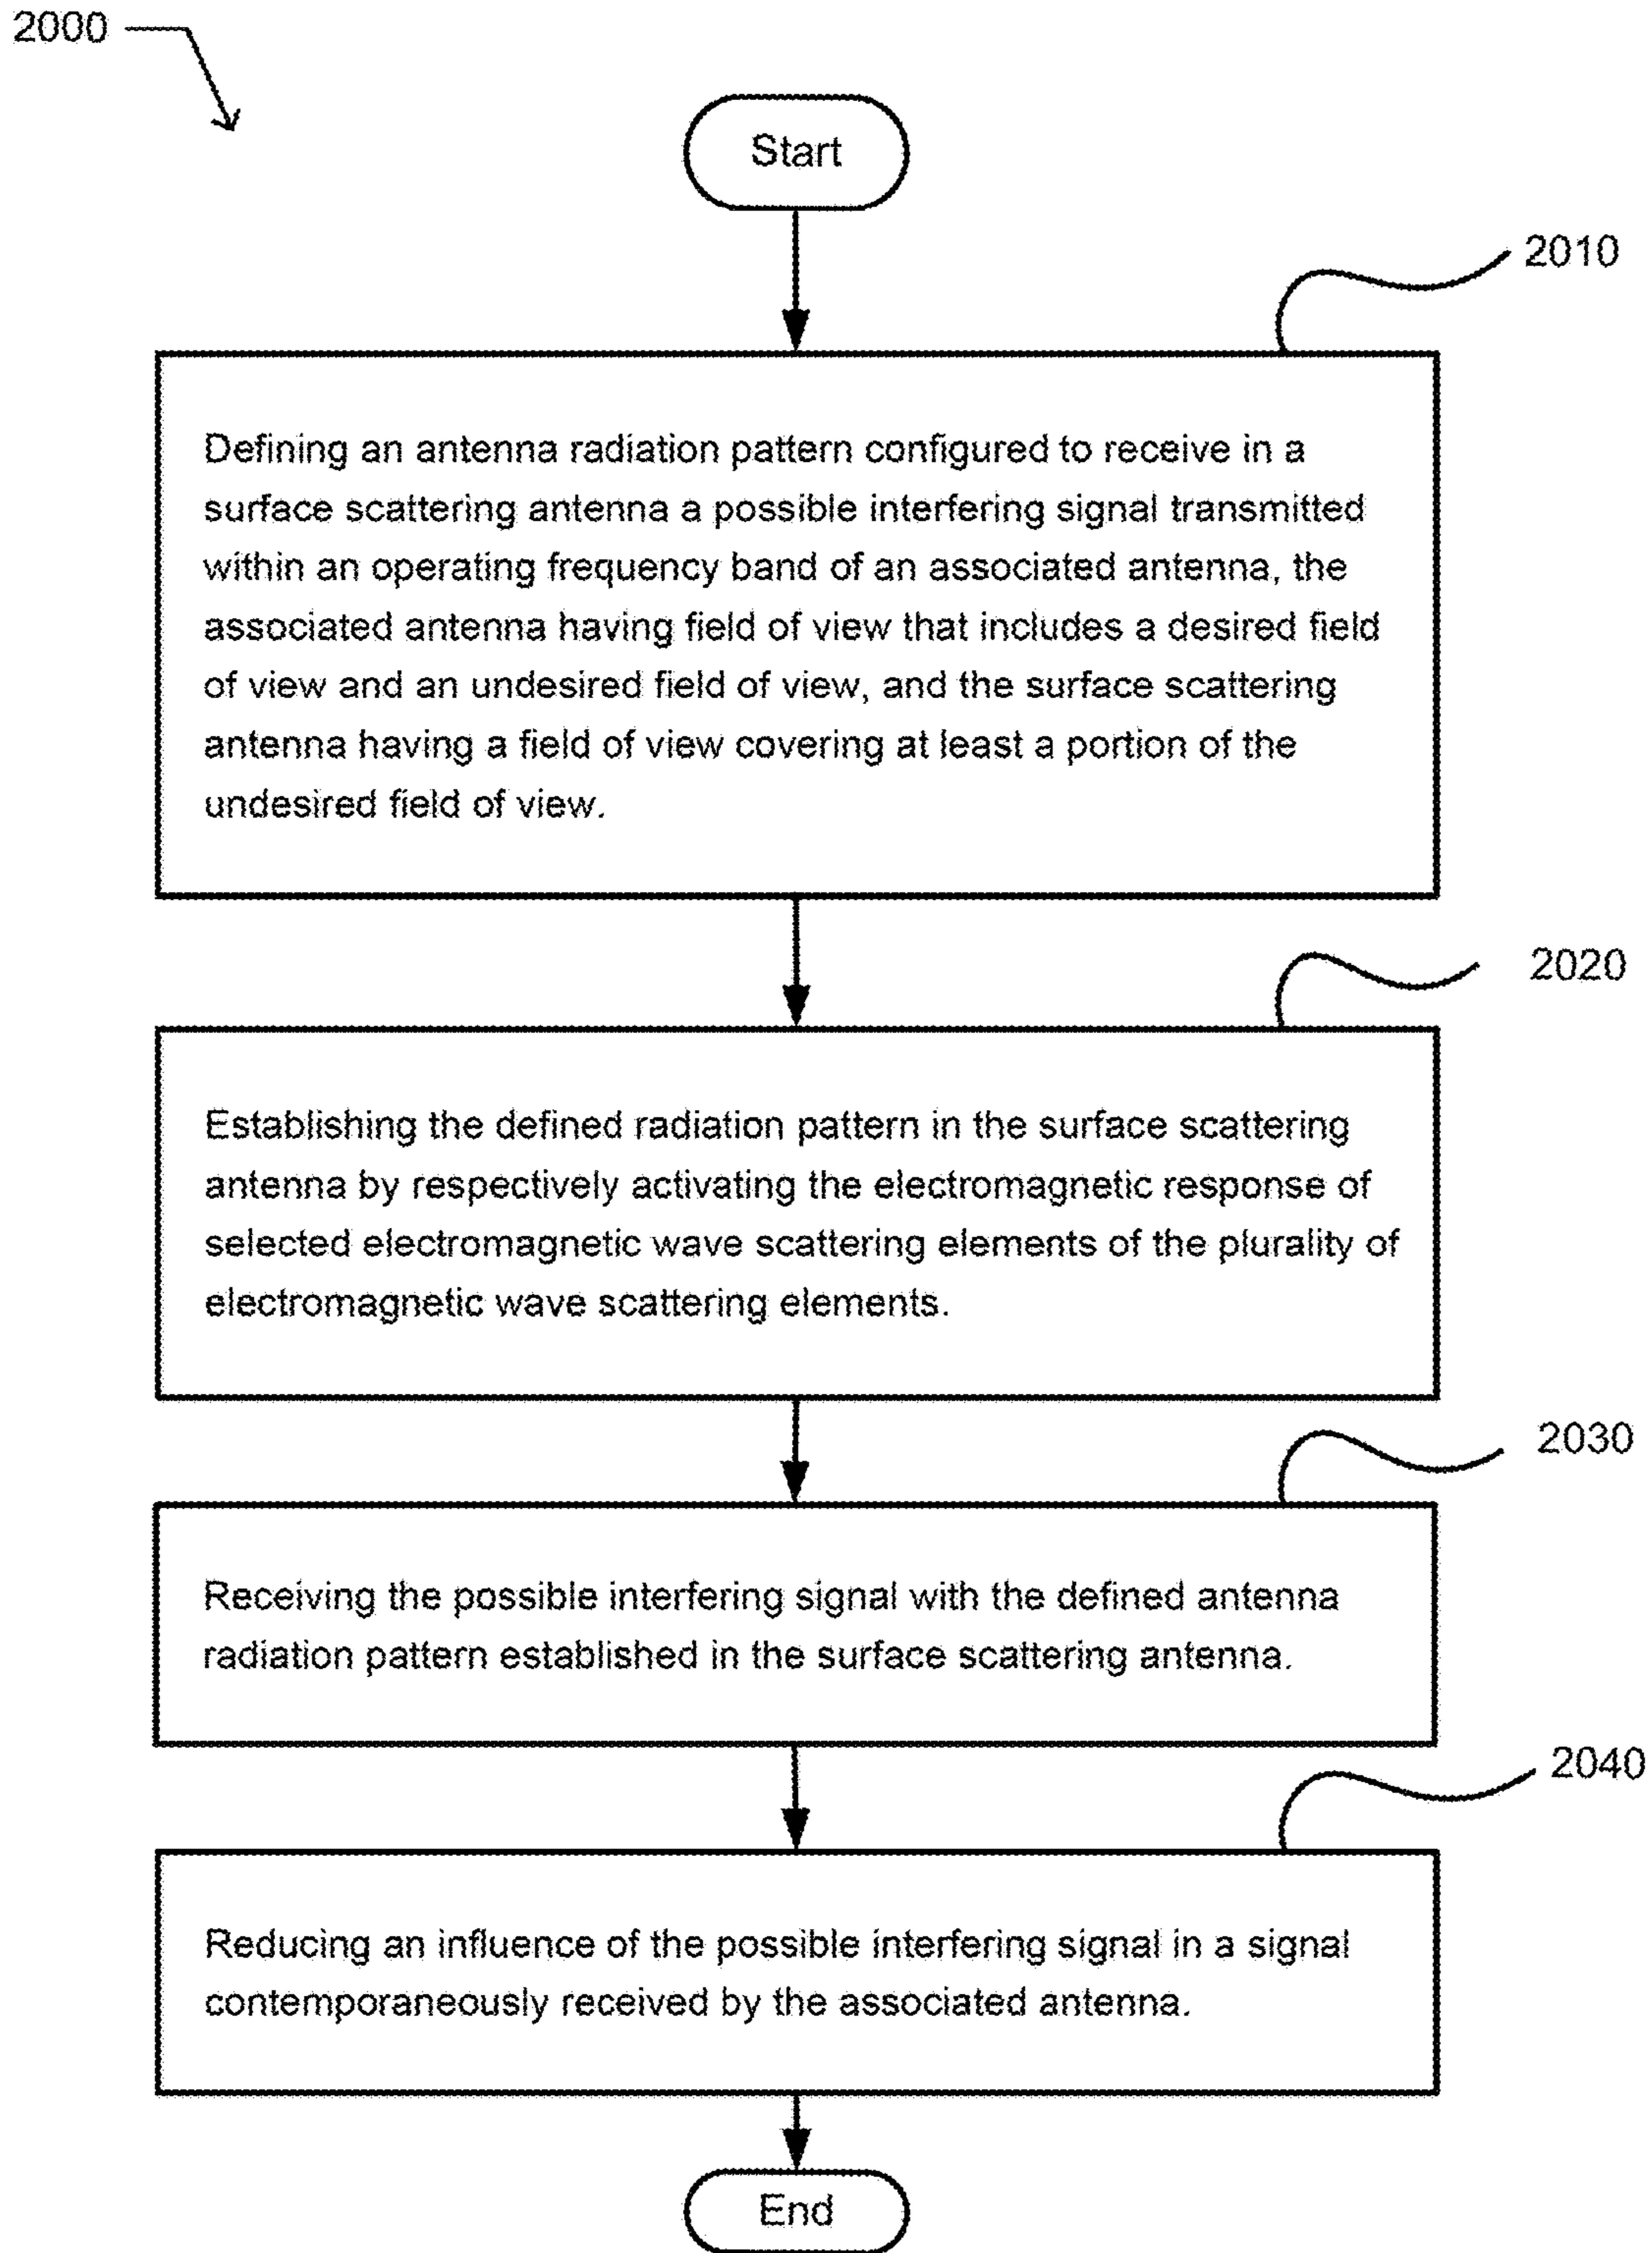 2000
Start
2010
Defining an antenna radiation pattern configured to receive in a
surface scattering antenna a possible interfering signal transmitted
within an operating frequency band of an associated antenna, the
associated antenna having field of view that includes a desired field
of view and an undesired field of view, and the surface scattering
antenna having a field of view covering at least a portion of the
undesired field of view.
2020
Establishing the defined radiation pattern in the surface scattering
antenna by respectively activating the electromagnetic response of
selected electromagnetic wave scattering elements of the plurality of
electromagnetic wave scattering elements.
2030
Receiving the possible interfering signal with the defined antenna
radiation pattern established in the surface scattering antenna.
2040
Reducing an influence of the possible interfering signal in a signal
contemporaneously received by the associated antenna.
End